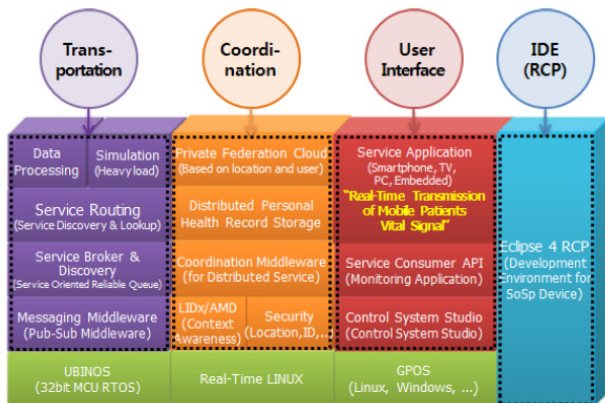 Trans-
portation
Coordi-
nation
User
Interface
IDE
(RCP)
Data
Processing
Simulation
(Heavy load)
Service Routing
(Service Discovery & Lookup)
Service Broker &
Discovery
(Service Oriented Reliable Queue)
Messaging Middleware
(Pub-Sub Middleware)
UBINOS
(32bit MCU RTOS)
Private Federation Cloud
(Based on location and user)
Distributed Personal
Health Record Storage
Coordination Middleware
(for Distributed Service)
LIDx/AMD
(Context
Awareness)
Security
(Location,ID,...)
Real-Time LINUX
Service Application
(Smartphone, TV,
PC, Embedded)
"Real-Time Transmission
of Mobile Patients
Vital Signal"
Service Consumer API
(Monitoring Application)
Control System Studio
(Control System Studio)
GPOS
(Linux, Windows, ...)
Eclipse 4 RCP
(Development
Environment for
SoSp Device)